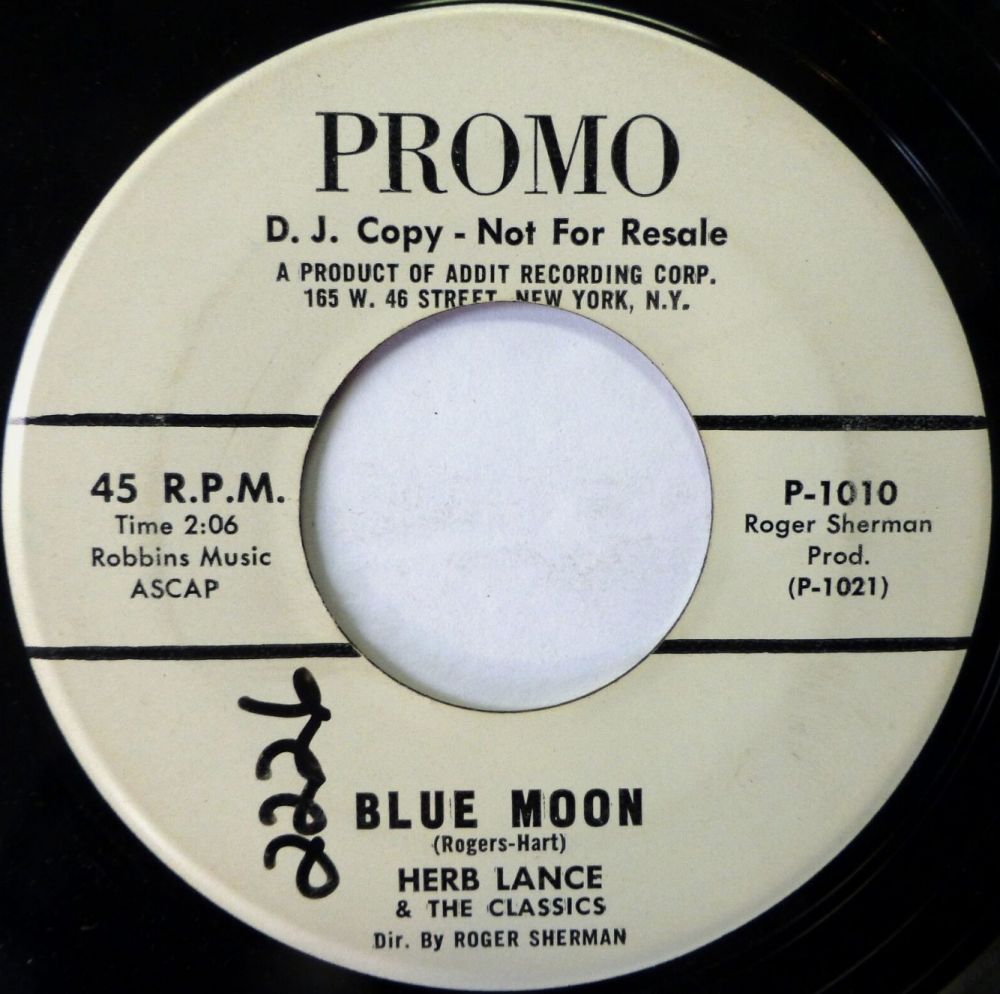 PROMO
D. J. Copy - Not For Resale
A PRODUCT OF ADDIT RECORDING CORP.
165 W. 46 STREET, NEW YORK, N.Y.
45 R.P.M.
Time 2:06
Robbins Music
ASCAP
P-1010
Roger Sherman
Prod.
(P-1021)
BLUE MOON
(Rogers-Hart)
HERB LANCE
& THE CLASSICS
Dir. By ROGER SHERMAN